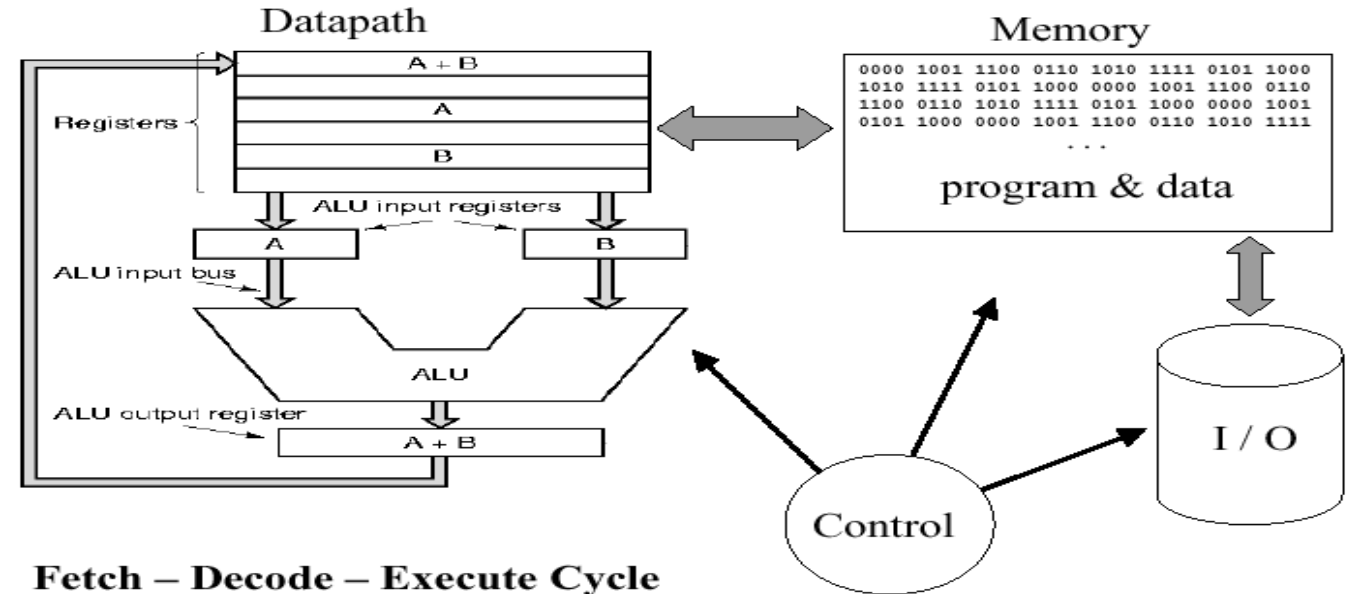 Datapath
Memory
Registers
A + B
A
B
0000 1001 1100 0110 1010 1111 0101 1000
1010 1111 0101 1000 0000 1001 1100 0110
1100 0110 1010 1111 0101 1000 0000 1001
0101 1000 0000 1001 1100 0110 1010 1111
. . .
program & data
ALU input registers
A
B
ALU input bus
ALU
ALU output register
A + B
I / O
Control
Fetch – Decode – Execute Cycle